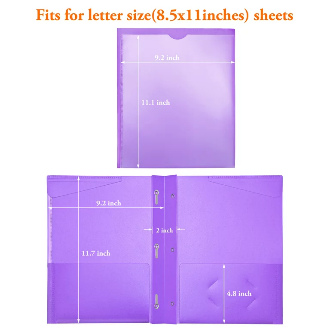 Fits for letter size(8.5x11inches) sheets
9.2 inch
11.1 inch
9.2 inch
2 inch
11.7 inch
4.8 inch